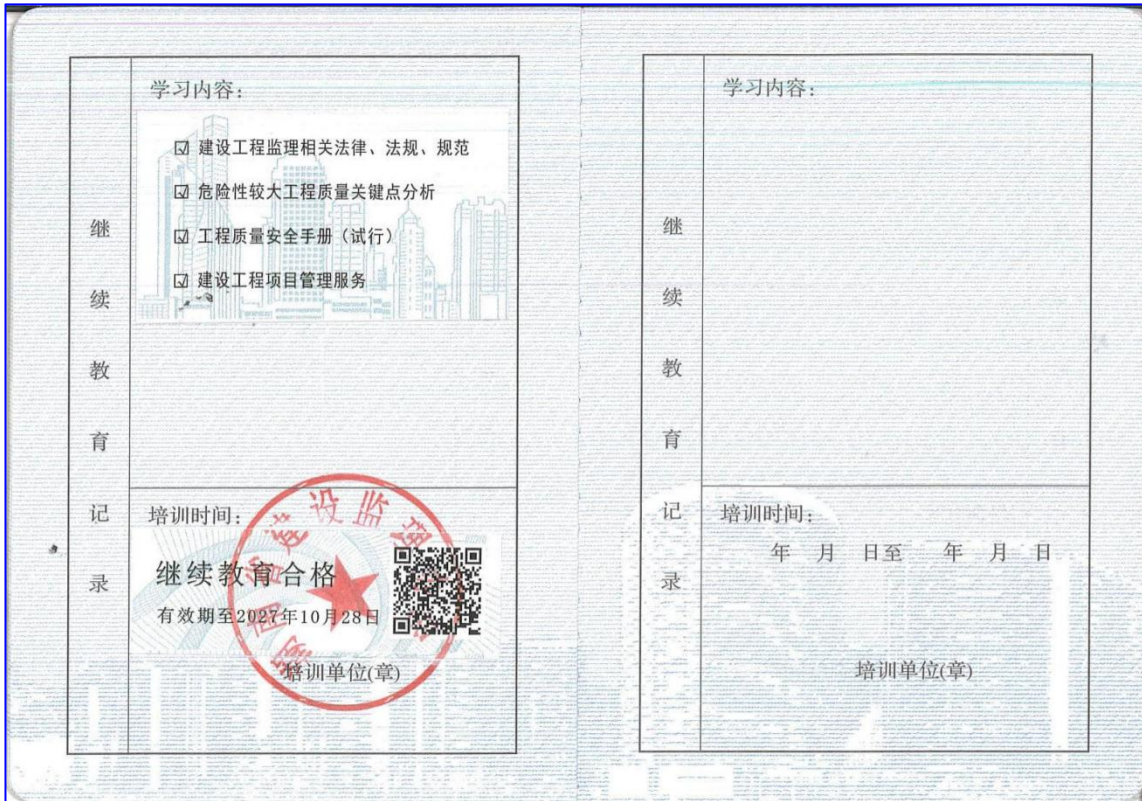 继续教育记录
学习内容：
☑ 建设工程监理相关法律、法规、规范
☑ 危险性较大工程质量关键点分析
☑ 工程质量安全手册（试行）
☑ 建设工程项目管理服务
培训时间：
继续教育合格
有效期至2027年10月28日
培训单位(章)
省建设监理
继续教育记录
学习内容：
培训时间：
年 月 日至 年 月 日
培训单位(章)